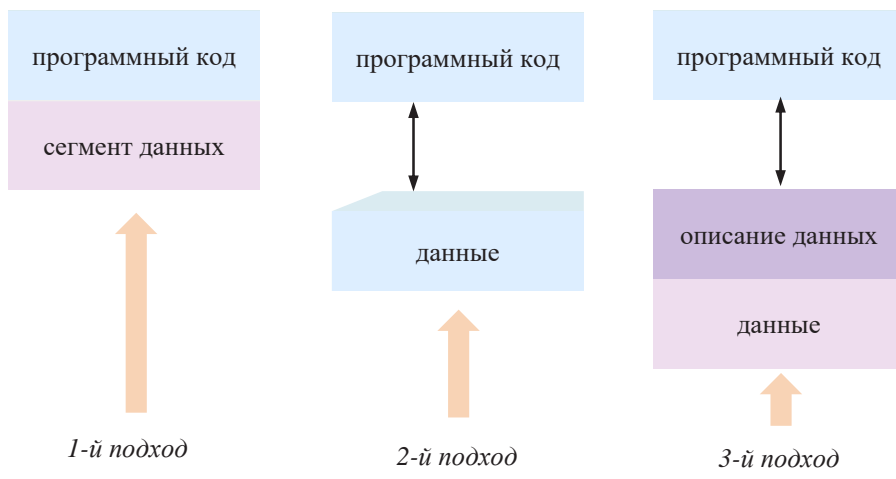 программный код
сегмент данных
1-й подход
программный код
данные
2-й подход
программный код
описание данных
данные
3-й подход